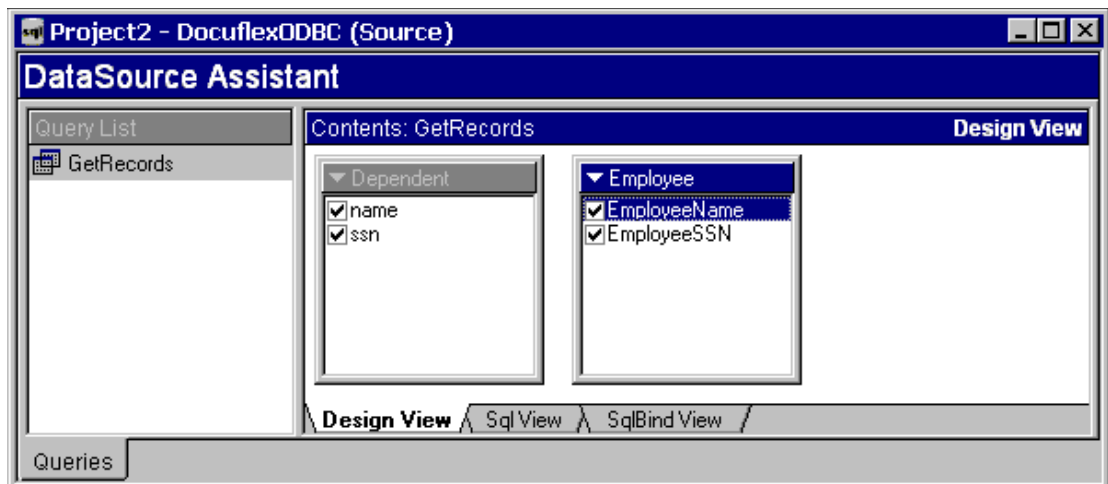 sql Project2 - DocuflexODBC (Source)
DataSource Assistant
Query List
GetRecords
Contents: GetRecords Design View
Dependent
name
ssn
Employee
EmployeeName
EmployeeSSN
Design View Sql View SqlBind View
Queries